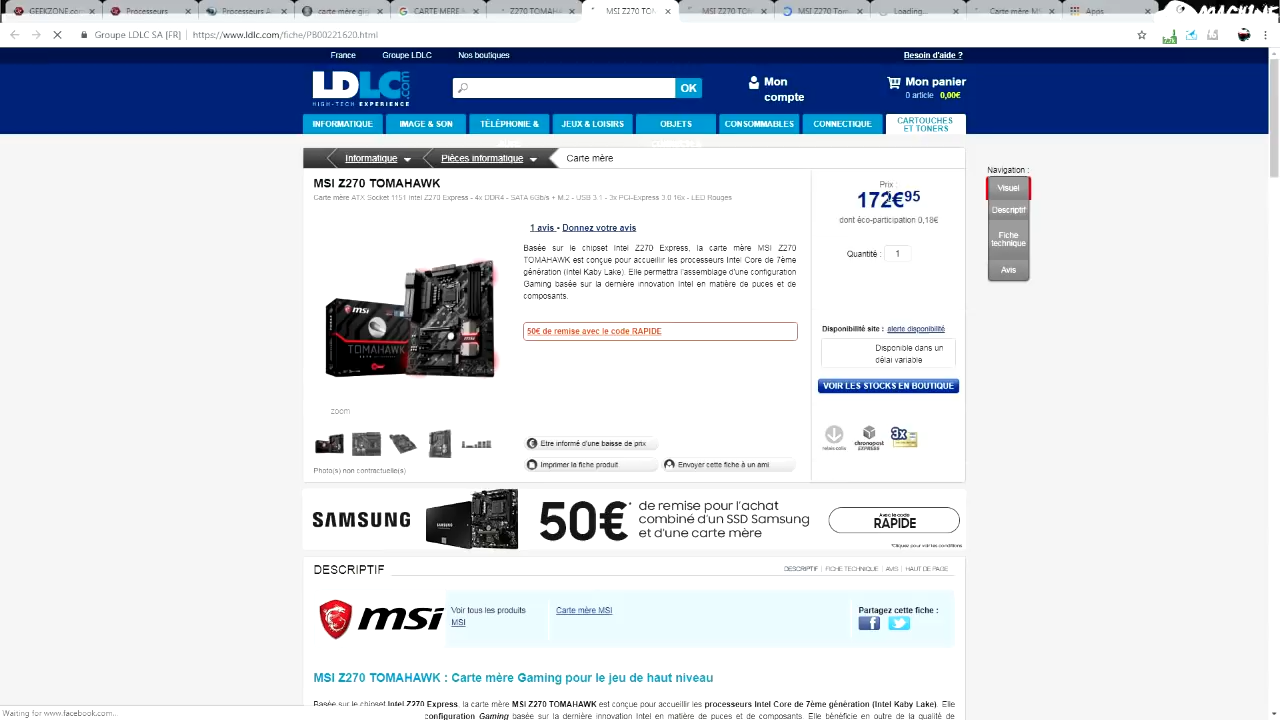 GEEKZONE.co
Processeurs
Processeurs A
carte mère gig
CARTE MERE
Z270 TOMAHA
MSI Z270 TOM
MSI Z270 TOM
MSI Z270 Tom
Loading...
Carte mère MS
Apps
MACHINE
Groupe LDLC SA [FR] | https://www.ldlc.com/fiche/PB00221620.html
France Groupe LDLC Nos boutiques Besoin d'aide ?
LDLC.com
HIGH-TECH EXPERIENCE
OK
Mon compte
Mon panier
0 article 0,00€
INFORMATIQUE IMAGE & SON TÉLÉPHONIE & JEUX & LOISIRS OBJETS CONSOMMABLES CONNECTIQUE CARTOUCHES ET TONERS
Informatique Pièces informatique Carte mère
MSI Z270 TOMAHAWK
Carte mère ATX Socket 1151 Intel Z270 Express - 4x DDR4 - SATA 6Gb/s + M.2 - USB 3.1 - 3x PCI-Express 3.0 16x - LED Rouges
1 avis - Donnez votre avis
Basée sur le chipset Intel Z270 Express, la carte mère MSI Z270
TOMAHAWK est conçue pour accueillir les processeurs Intel Core de 7ème
génération (Intel Kaby Lake). Elle permettra l'assemblage d'une configuration
Gaming basée sur la dernière innovation Intel en matière de puces et de
composants.
50€ de remise avec le code RAPIDE
msi
TOMAHAWK
zoom
Photo(s) non contractuelle(s)
Etre informé d'une baisse de prix
Imprimer la fiche produit
Envoyer cette fiche à un ami
Prix :
172€95
dont éco-participation 0,18€
Quantité : 1
Disponibilité site : alerte disponibilité
Disponible dans un
délai variable
VOIR LES STOCKS EN BOUTIQUE
relais colis
chronopost
EXPRESS
3x
Navigation :
Visuel
Descriptif
Fiche
technique
Avis
SAMSUNG
50€*
de remise pour l'achat
combiné d'un SSD Samsung
et d'une carte mère
Avec le code
RAPIDE
*Cliquez pour voir les conditions
DESCRIPTIF
DESCRIPTIF | FICHE TECHNIQUE | AVIS | HAUT DE PAGE
msi
Voir tous les produits
MSI
Carte mère MSI
Partagez cette fiche :
MSI Z270 TOMAHAWK : Carte mère Gaming pour le jeu de haut niveau
Basée sur le chipset Intel Z270 Express, la carte mère MSI Z270 TOMAHAWK est conçue pour accueillir les processeurs Intel Core de 7ème génération (Intel Kaby Lake). Elle
configuration Gaming basée sur la dernière innovation Intel en matière de puces et de composants. Elle bénéficie en outre de la qualité de
Waiting for www.facebook.com...